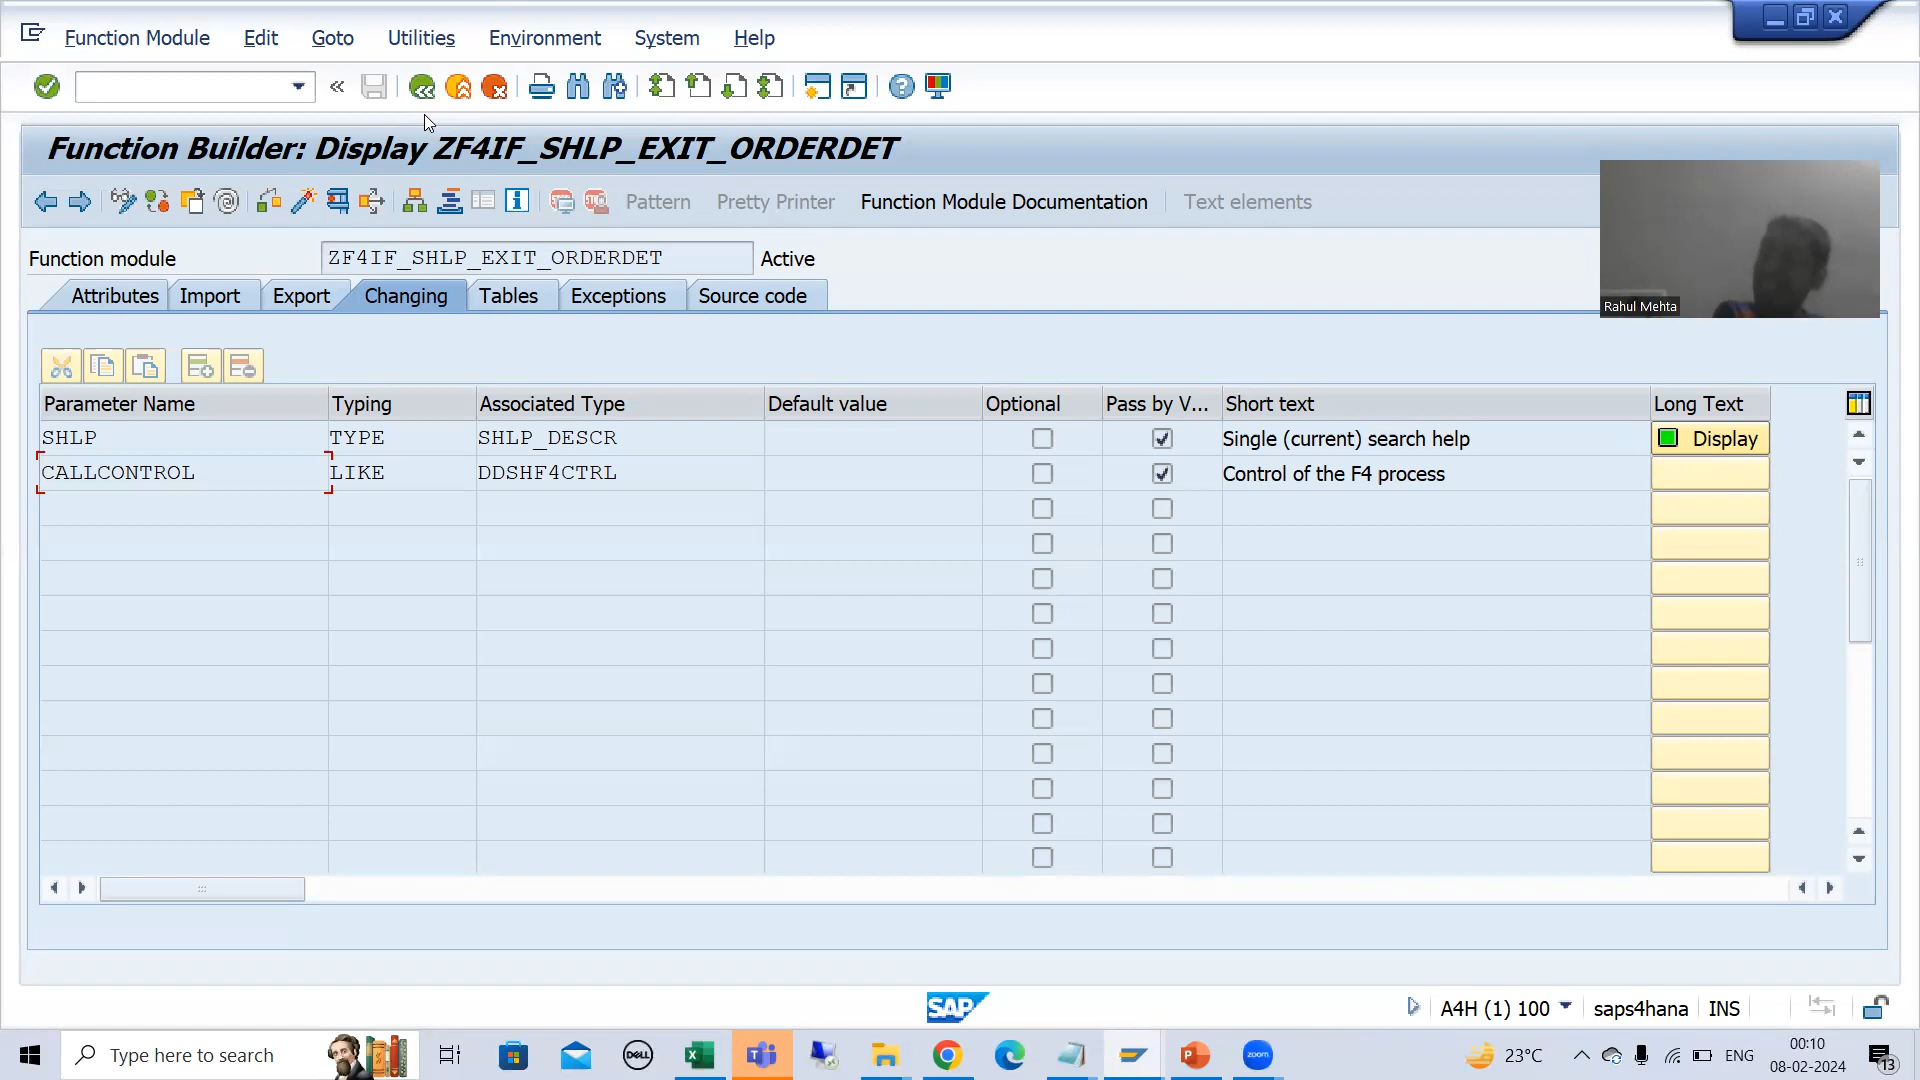 Function Module Edit Goto Utilities Environment System Help
Function Builder: Display ZF4IF_SHLP_EXIT_ORDERDET
Pattern Pretty Printer Function Module Documentation Text elements
Function module ZF4IF_SHLP_EXIT_ORDERDET Active
Attributes Import Export Changing Tables Exceptions Source code
Rahul Mehta
Parameter Name Typing Associated Type Default value Optional Pass by V... Short text Long Text
SHLP TYPE SHLP_DESCR Single (current) search help Display
CALLCONTROL LIKE DDSHF4CTRL Control of the F4 process
SAP A4H (1) 100 saps4hana INS
Type here to search DELL zoom 23°C ENG 00:10
08-02-2024 13